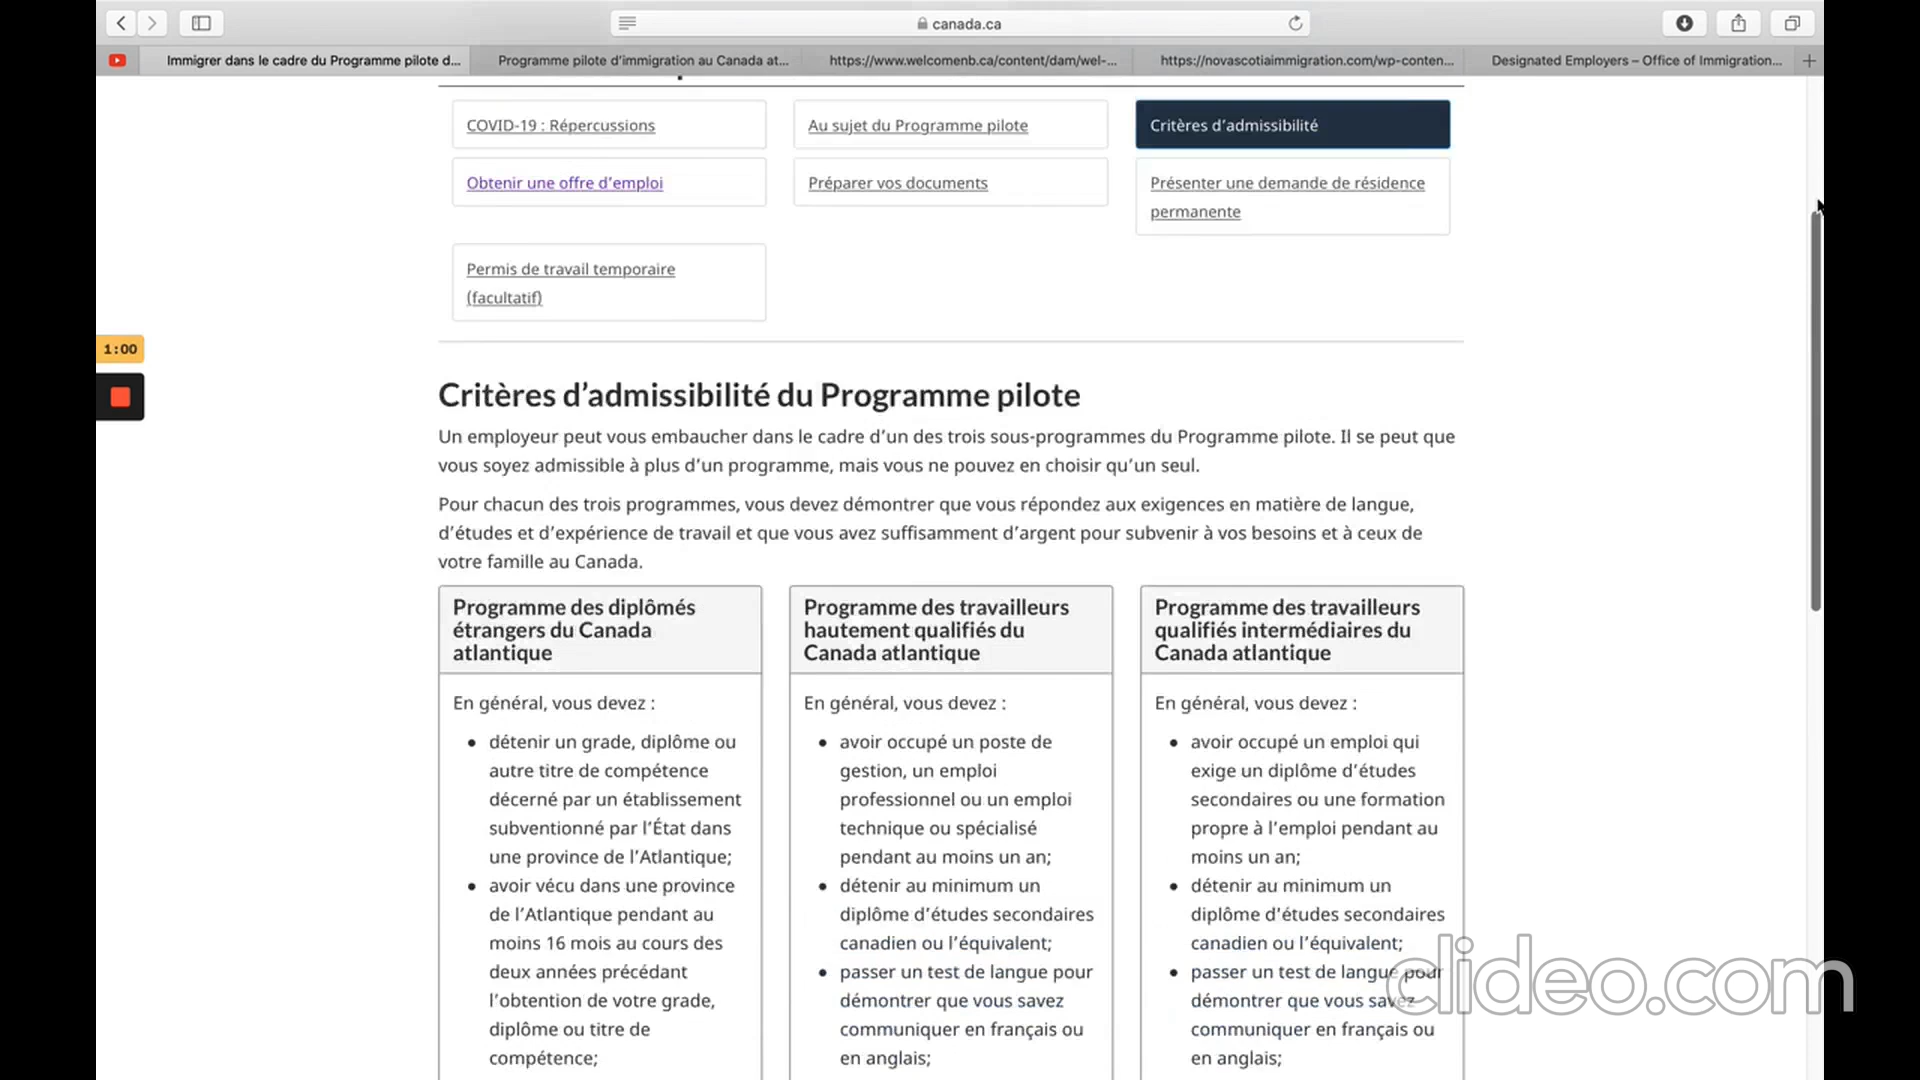 canada.ca
Immigrer dans le cadre du Programme pilote d...
Programme pilote d'immigration au Canada at...
https://www.welcomenb.ca/content/dam/wel-...
https://novascotiaimmigration.com/wp-conten...
Designated Employers – Office of Immigration...
COVID-19 : Répercussions
Au sujet du Programme pilote
Critères d'admissibilité
Obtenir une offre d'emploi
Préparer vos documents
Présenter une demande de résidence
permanente
Permis de travail temporaire
(facultatif)
1:00
Critères d'admissibilité du Programme pilote
Un employeur peut vous embaucher dans le cadre d'un des trois sous-programmes du Programme pilote. Il se peut que
vous soyez admissible à plus d'un programme, mais vous ne pouvez en choisir qu'un seul.
Pour chacun des trois programmes, vous devez démontrer que vous répondez aux exigences en matière de langue,
d'études et d'expérience de travail et que vous avez suffisamment d'argent pour subvenir à vos besoins et à ceux de
votre famille au Canada.
Programme des diplômés
étrangers du Canada
atlantique
En général, vous devez :
• détenir un grade, diplôme ou
autre titre de compétence
décerné par un établissement
subventionné par l'État dans
une province de l'Atlantique;
• avoir vécu dans une province
de l'Atlantique pendant au
moins 16 mois au cours des
deux années précédant
l'obtention de votre grade,
diplôme ou titre de
compétence;
Programme des travailleurs
hautement qualifiés du
Canada atlantique
En général, vous devez :
• avoir occupé un poste de
gestion, un emploi
professionnel ou un emploi
technique ou spécialisé
pendant au moins un an;
• détenir au minimum un
diplôme d'études secondaires
canadien ou l'équivalent;
• passer un test de langue pour
démontrer que vous savez
communiquer en français ou
en anglais;
Programme des travailleurs
qualifiés intermédiaires du
Canada atlantique
En général, vous devez :
• avoir occupé un emploi qui
exige un diplôme d'études
secondaires ou une formation
propre à l'emploi pendant au
moins un an;
• détenir au minimum un
diplôme d'études secondaires
canadien ou l'équivalent;
• passer un test de langue pour
démontrer que vous savez
communiquer en français ou
en anglais;
clideo.com